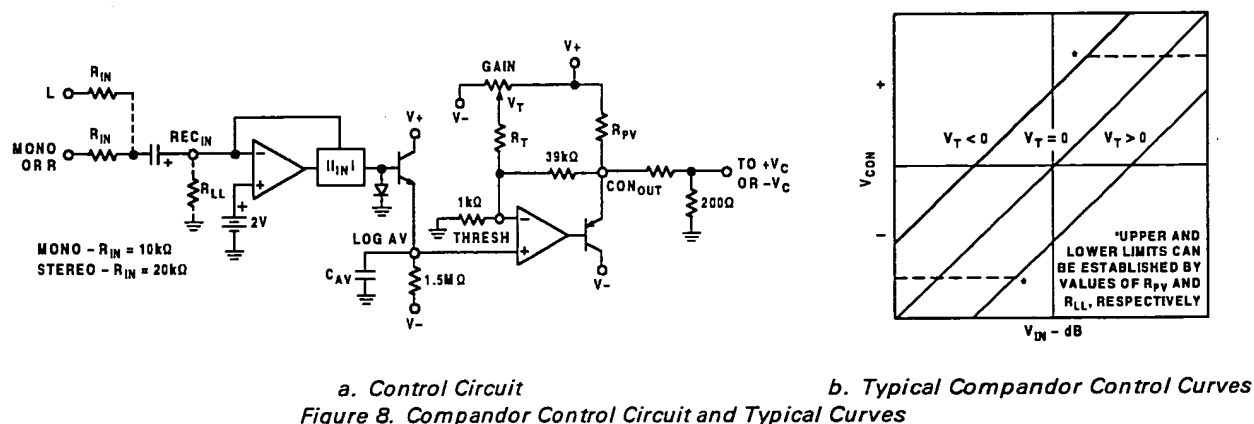 L
R_IN
MONO
OR R
R_IN
REC_IN
R_LL
2V
|I_IN|
V+
LOG AV
C_AV
1.5MΩ
V−
GAIN
V−
V_T
V+
R_T
R_PV
39kΩ
1kΩ
THRESH
CON_OUT
V−
200Ω
TO +V_C
OR −V_C
MONO – R_IN = 10kΩ
STEREO – R_IN = 20kΩ
+
V_CON
−
*
V_T < 0
V_T = 0
V_T > 0
*
*UPPER AND
LOWER LIMITS CAN
BE ESTABLISHED BY
VALUES OF R_PV AND
R_LL, RESPECTIVELY
V_IN – dB
a. Control Circuit
b. Typical Compandor Control Curves
Figure 8. Compandor Control Circuit and Typical Curves